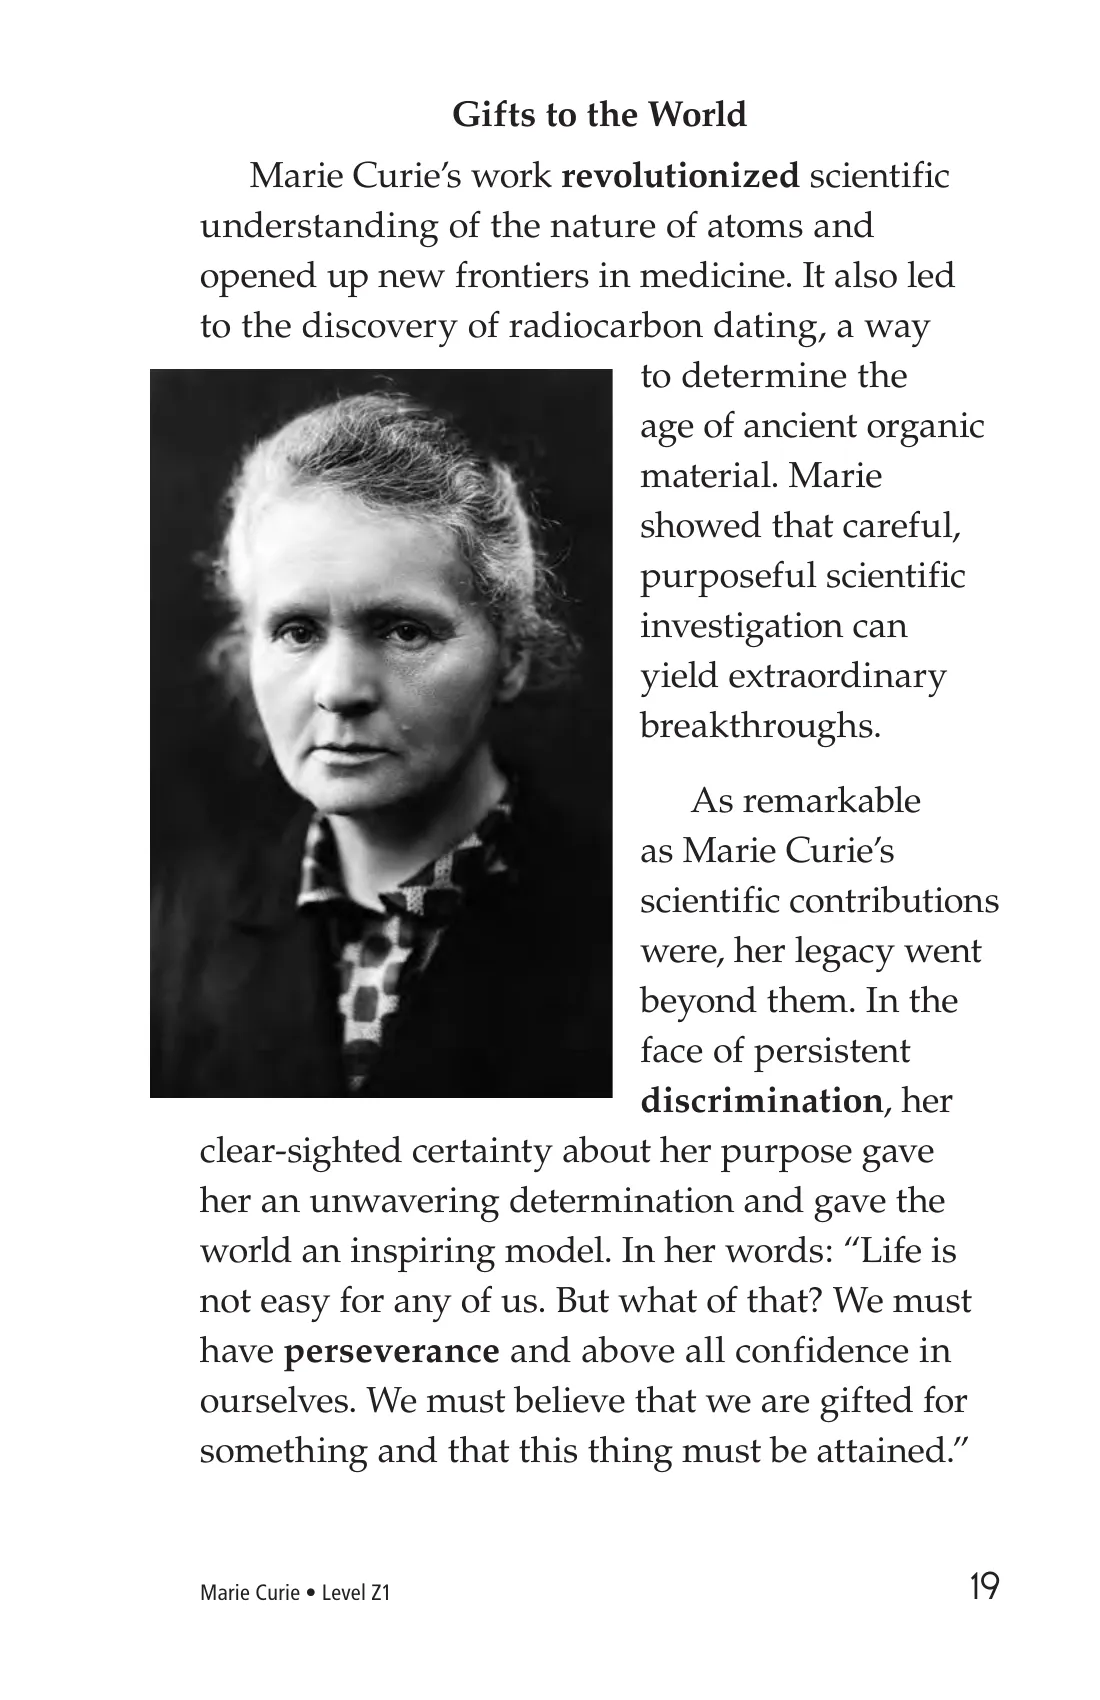 Gifts to the World
Marie Curie’s work revolutionized scientific
understanding of the nature of atoms and
opened up new frontiers in medicine. It also led
to the discovery of radiocarbon dating, a way
to determine the
age of ancient organic
material. Marie
showed that careful,
purposeful scientific
investigation can
yield extraordinary
breakthroughs.
As remarkable
as Marie Curie’s
scientific contributions
were, her legacy went
beyond them. In the
face of persistent
discrimination, her
clear-sighted certainty about her purpose gave
her an unwavering determination and gave the
world an inspiring model. In her words: “Life is
not easy for any of us. But what of that? We must
have perseverance and above all confidence in
ourselves. We must believe that we are gifted for
something and that this thing must be attained.”
Marie Curie • Level Z1
19